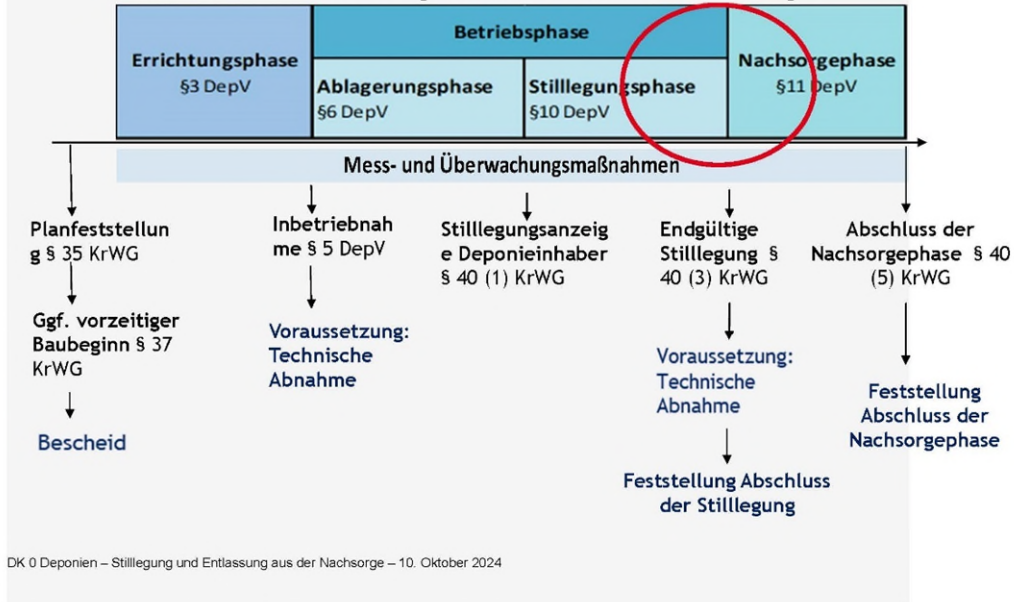 Betriebsphase
Errichtungsphase
§3 DepV
Ablagerungsphase
§6 DepV
Stilllegungsphase
§10 DepV
Nachsorgephase
§11 DepV
Mess- und Überwachungsmaßnahmen
Planfeststellun
g § 35 KrWG
Ggf. vorzeitiger
Baubeginn § 37
KrWG
Bescheid
Inbetriebnah
me § 5 DepV
Voraussetzung:
Technische
Abnahme
Stilllegungsanzeig
e Deponieinhaber
§ 40 (1) KrWG
Endgültige
Stilllegung §
40 (3) KrWG
Voraussetzung:
Technische
Abnahme
Feststellung Abschluss
der Stilllegung
Abschluss der
Nachsorgephase § 40
(5) KrWG
Feststellung
Abschluss der
Nachsorgephase
DK 0 Deponien – Stilllegung und Entlassung aus der Nachsorge – 10. Oktober 2024